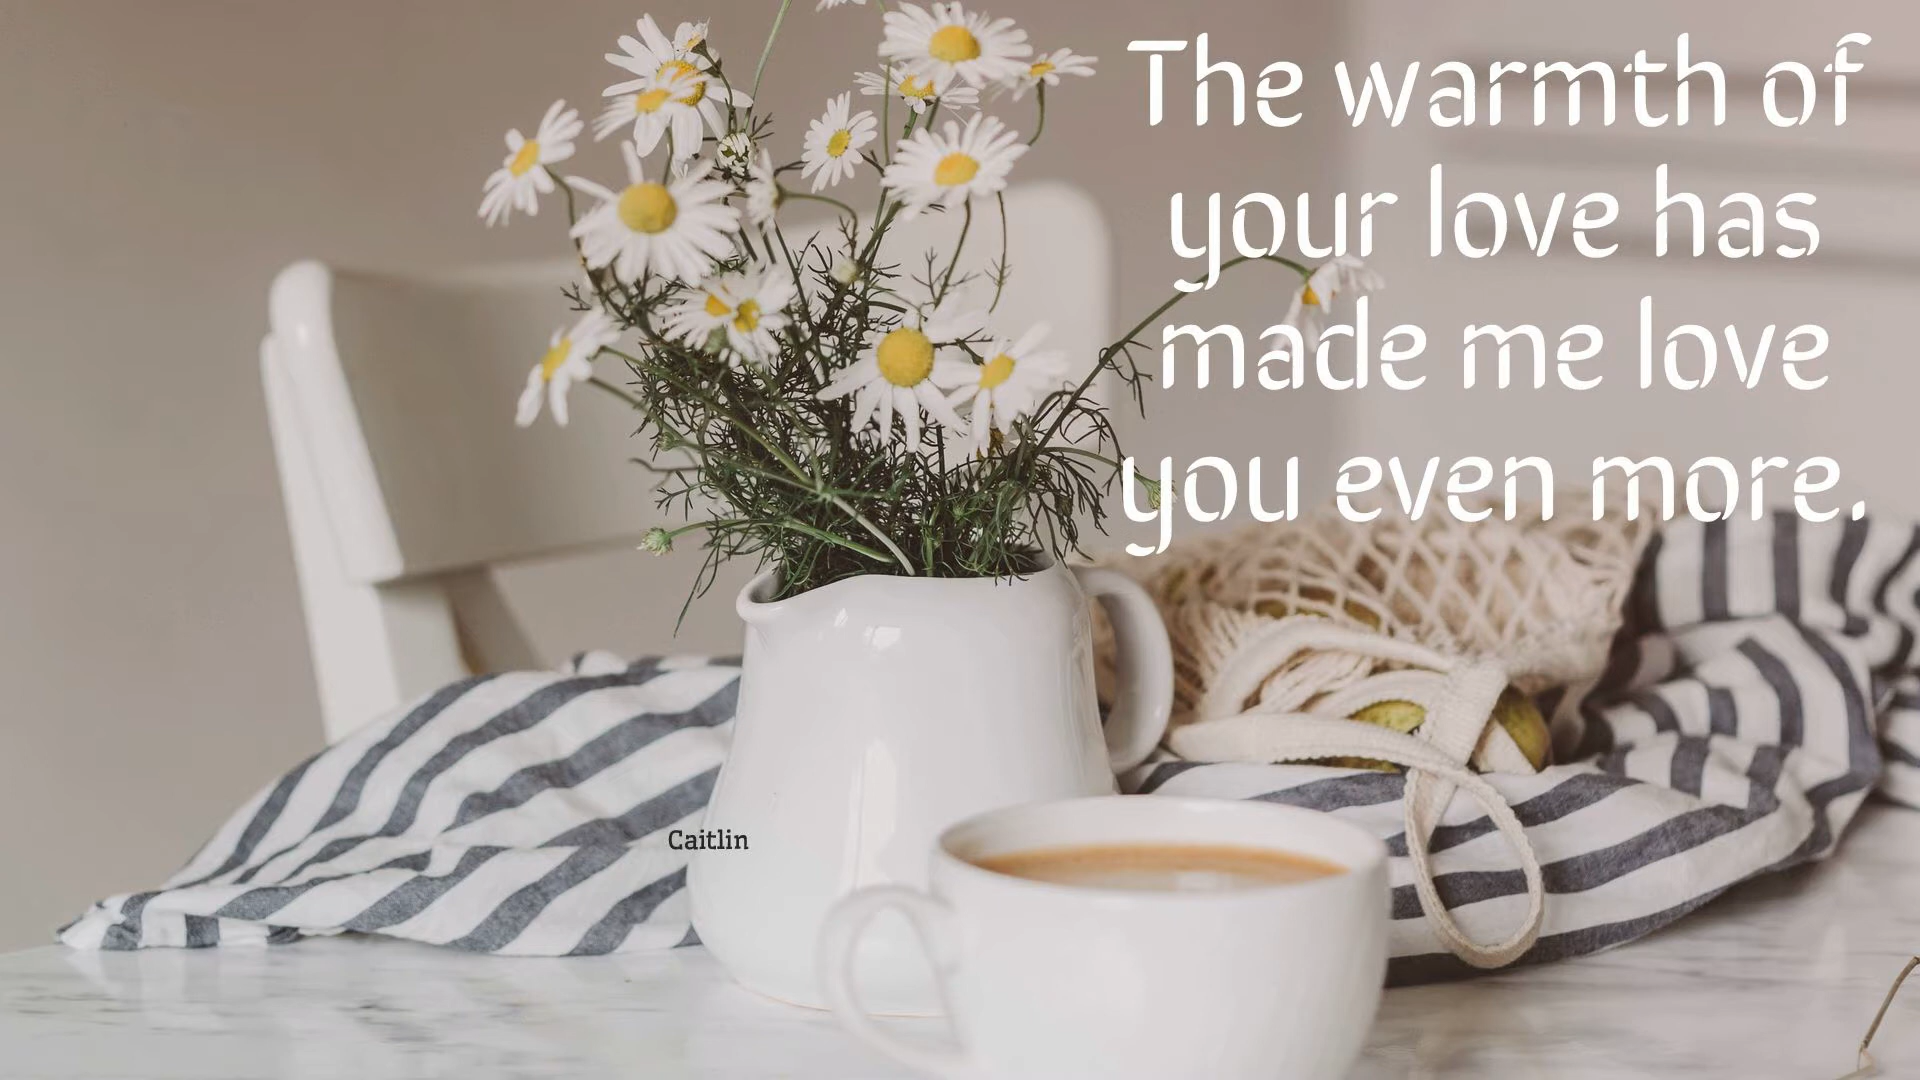 The warmth of
your love has
made me love
you even more.
Caitlin